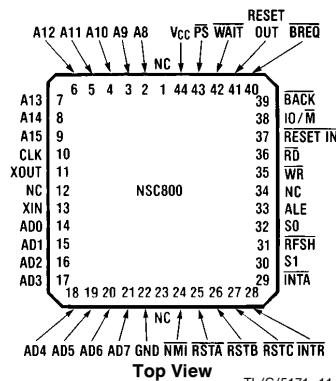 RESET
A12 A11 A10 A9 A8 VCC PS WAIT OUT BREQ
NC
6 5 4 3 2 1 44 43 42 41 40
A13 7 39 BACK
A14 8 38 IO/M
A15 9 37 RESET IN
CLK 10 36 RD
XOUT 11 35 WR
NC 12 NSC800 34 NC
XIN 13 33 ALE
AD0 14 32 S0
AD1 15 31 RFSH
AD2 16 30 S1
AD3 17 29 INTA
18 19 20 21 22 23 24 25 26 27 28
NC
AD4 AD5 AD6 AD7 GND NMI RSTA RSTB RSTC INTR
Top View